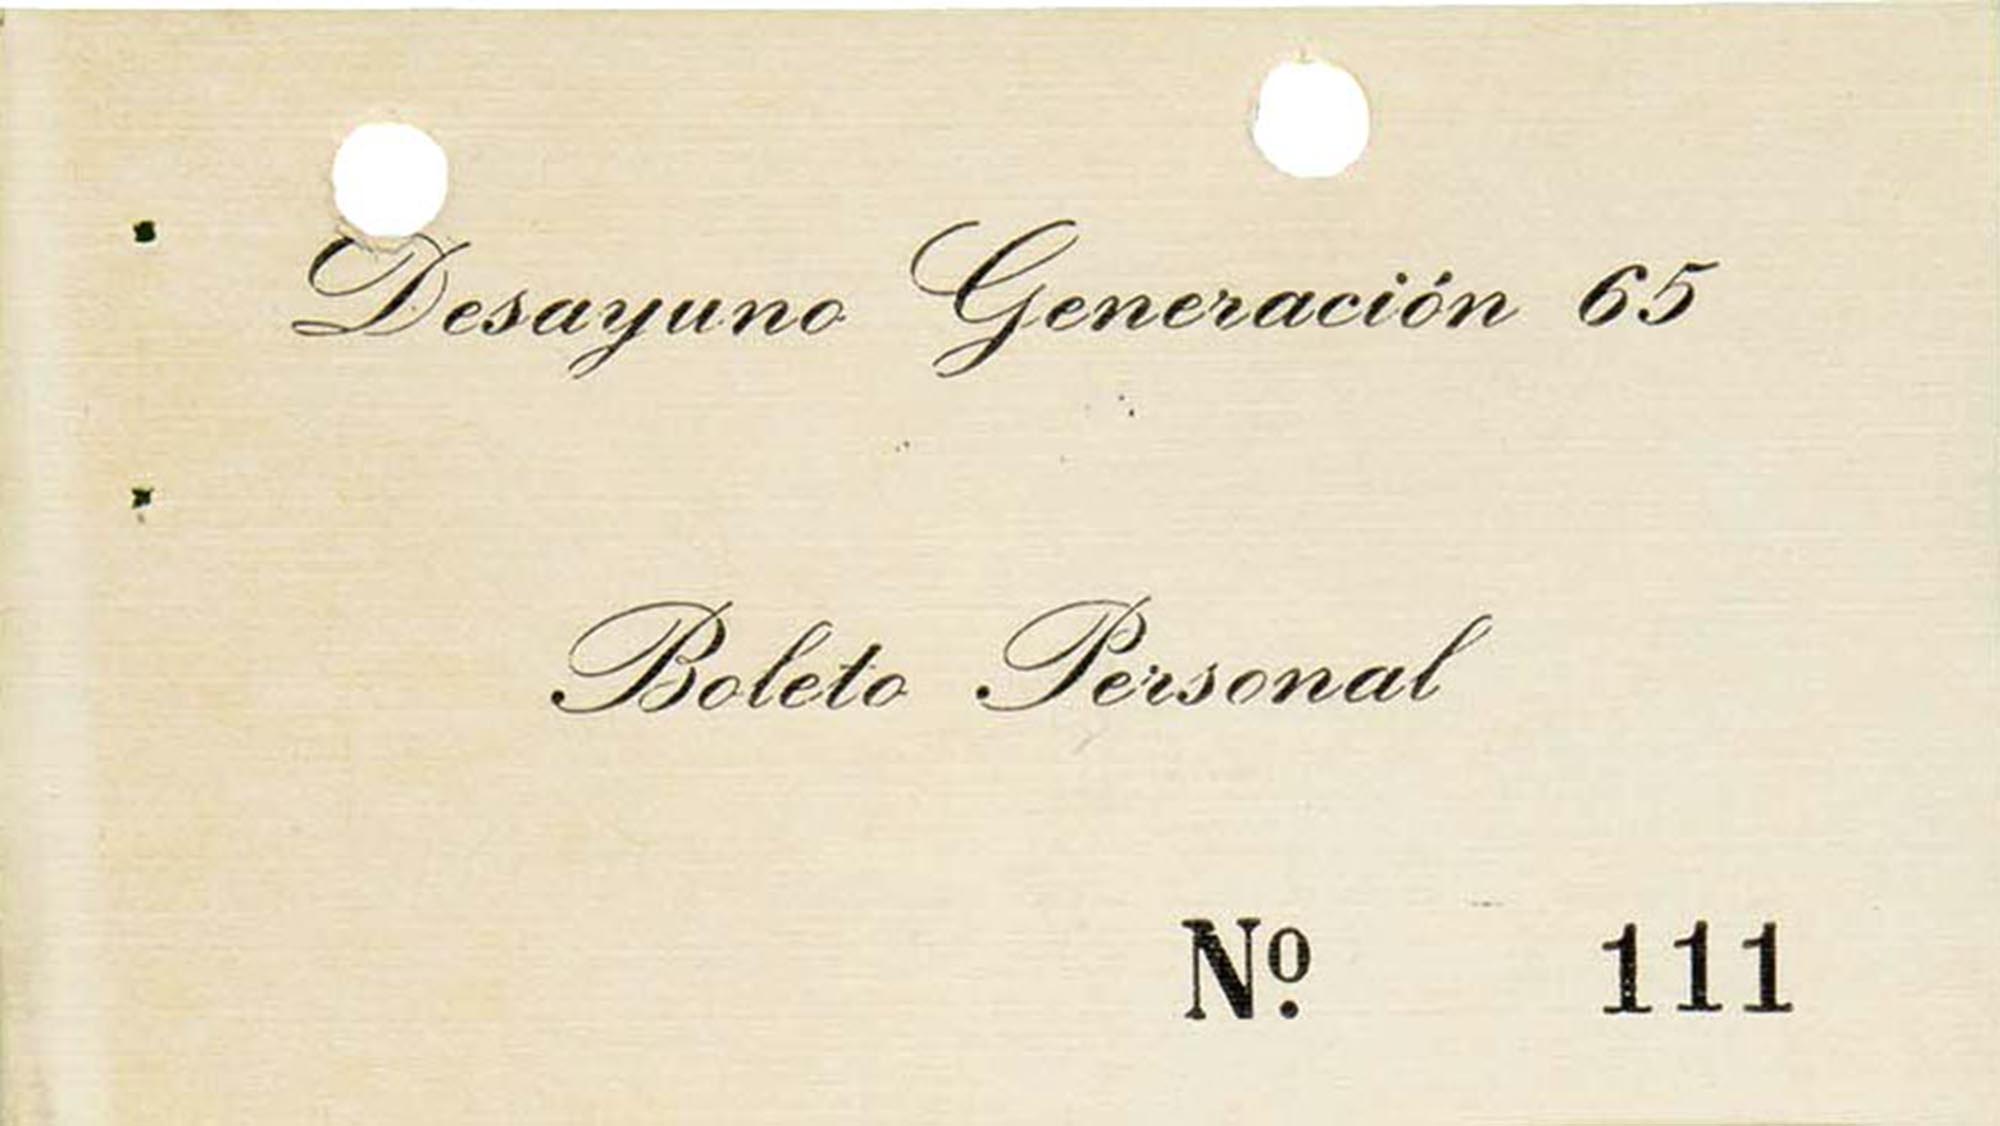 Desayuno Generación 65
Boleto Personal
Nº. 111